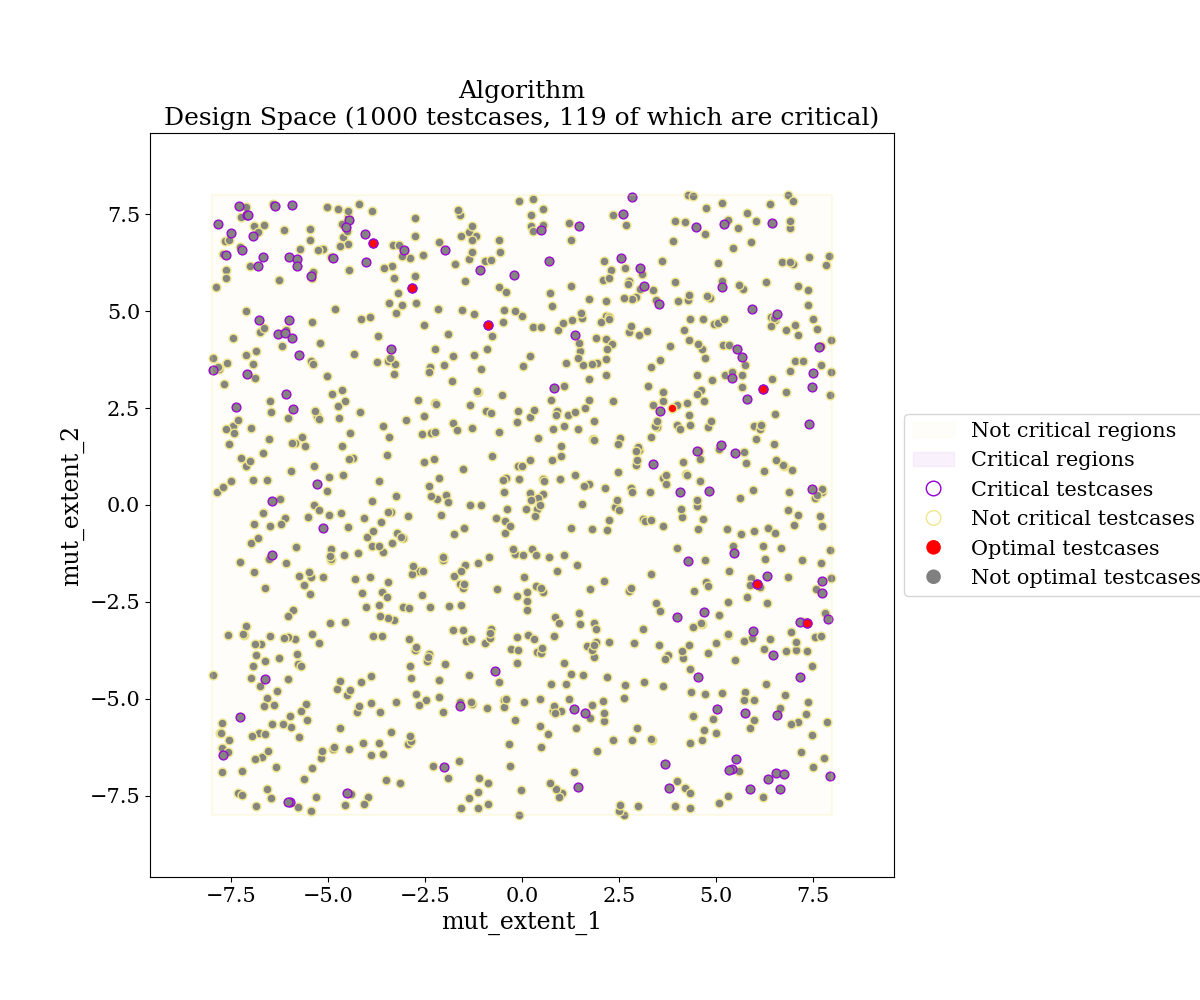 Algorithm
Design Space (1000 testcases, 119 of which are critical)
7.5
5.0
2.5
0.0
−2.5
−5.0
−7.5
mut_extent_2
−7.5 −5.0 −2.5 0.0 2.5 5.0 7.5
mut_extent_1
Not critical regions
Critical regions
Critical testcases
Not critical testcases
Optimal testcases
Not optimal testcases